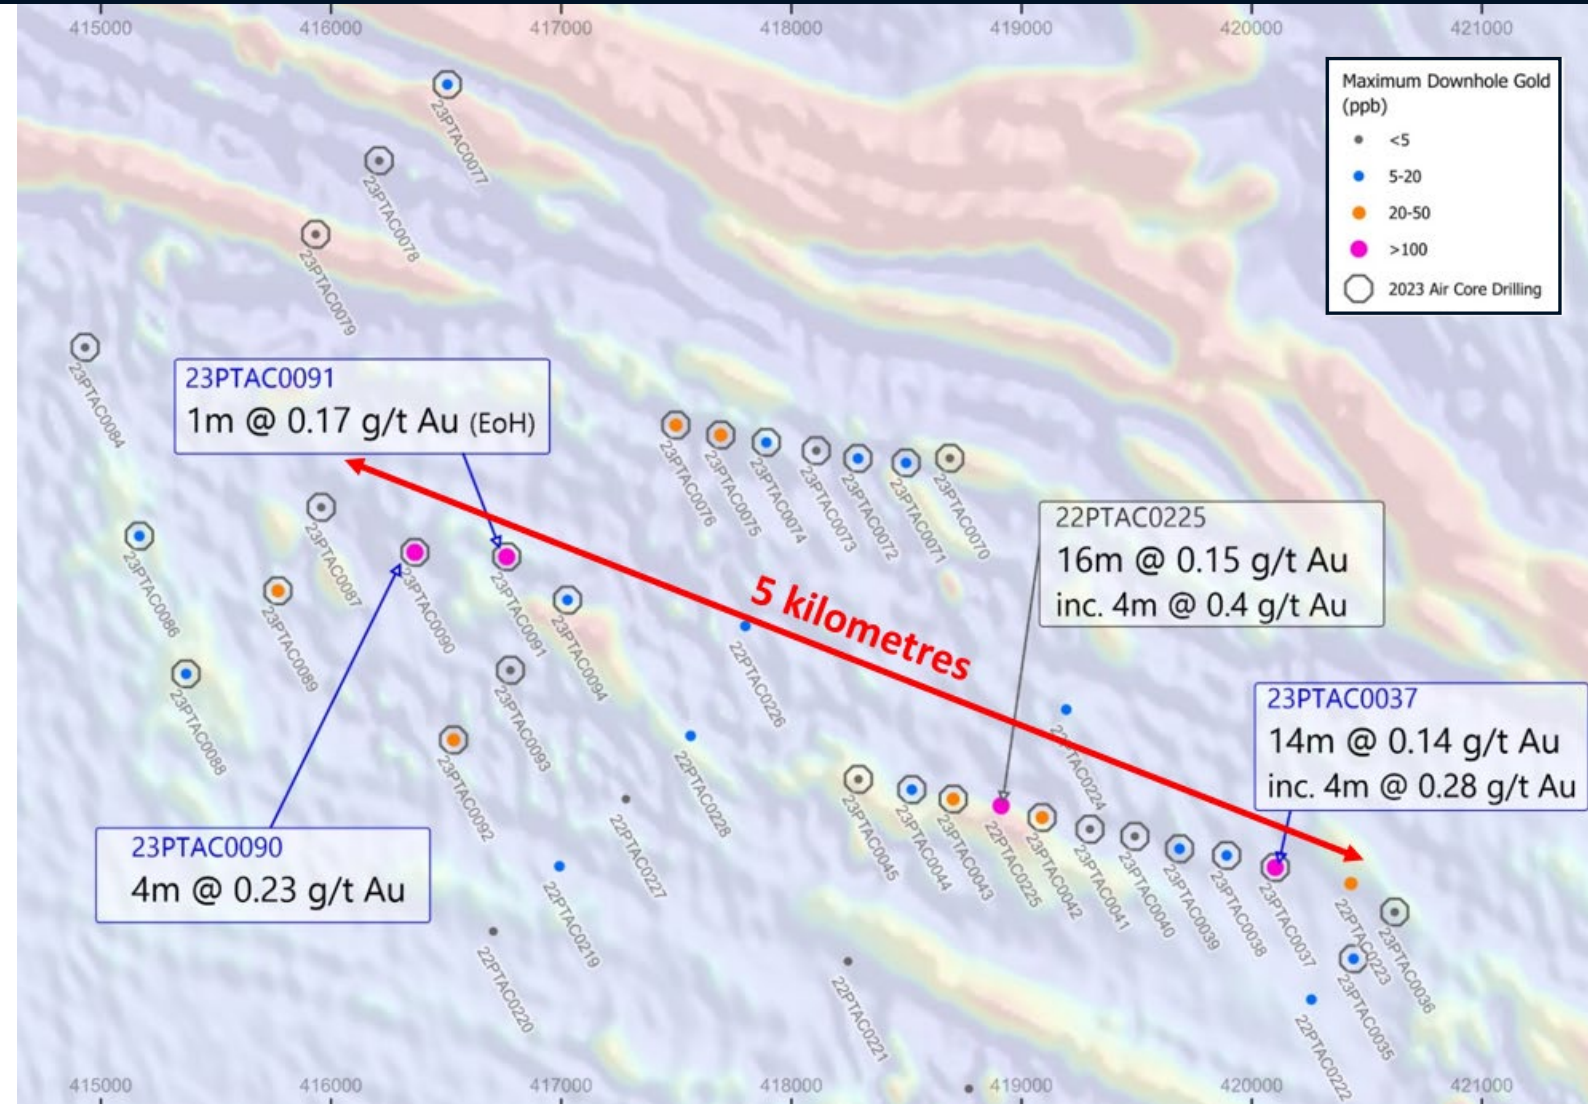 415000 416000 417000 418000 419000 420000 421000
Maximum Downhole Gold
(ppb)
<5
5-20
20-50
>100
2023 Air Core Drilling
23PTAC0077
23PTAC0078
23PTAC0079
23PTAC0084
23PTAC0091
1m @ 0.17 g/t Au (EoH)
23PTAC0076
23PTAC0075
23PTAC0074
23PTAC0073
23PTAC0072
23PTAC0071
23PTAC0070
22PTAC0225
16m @ 0.15 g/t Au
inc. 4m @ 0.4 g/t Au
23PTAC0086
23PTAC0087
23PTAC0089
23PTAC0090
23PTAC0091
23PTAC0094
5 kilometres
23PTAC0088
23PTAC0093
23PTAC0092
22PTAC0226
22PTAC0228
22PTAC0224
23PTAC0037
14m @ 0.14 g/t Au
inc. 4m @ 0.28 g/t Au
23PTAC0090
4m @ 0.23 g/t Au
22PTAC0227
22PTAC0219
22PTAC0220
23PTAC0045
23PTAC0044
23PTAC0043
22PTAC0225
23PTAC0042
23PTAC0041
23PTAC0040
23PTAC0039
23PTAC0038
23PTAC0037
22PTAC0223
23PTAC0036
23PTAC0035
22PTAC0222
22PTAC0221
415000 416000 417000 418000 419000 420000 421000